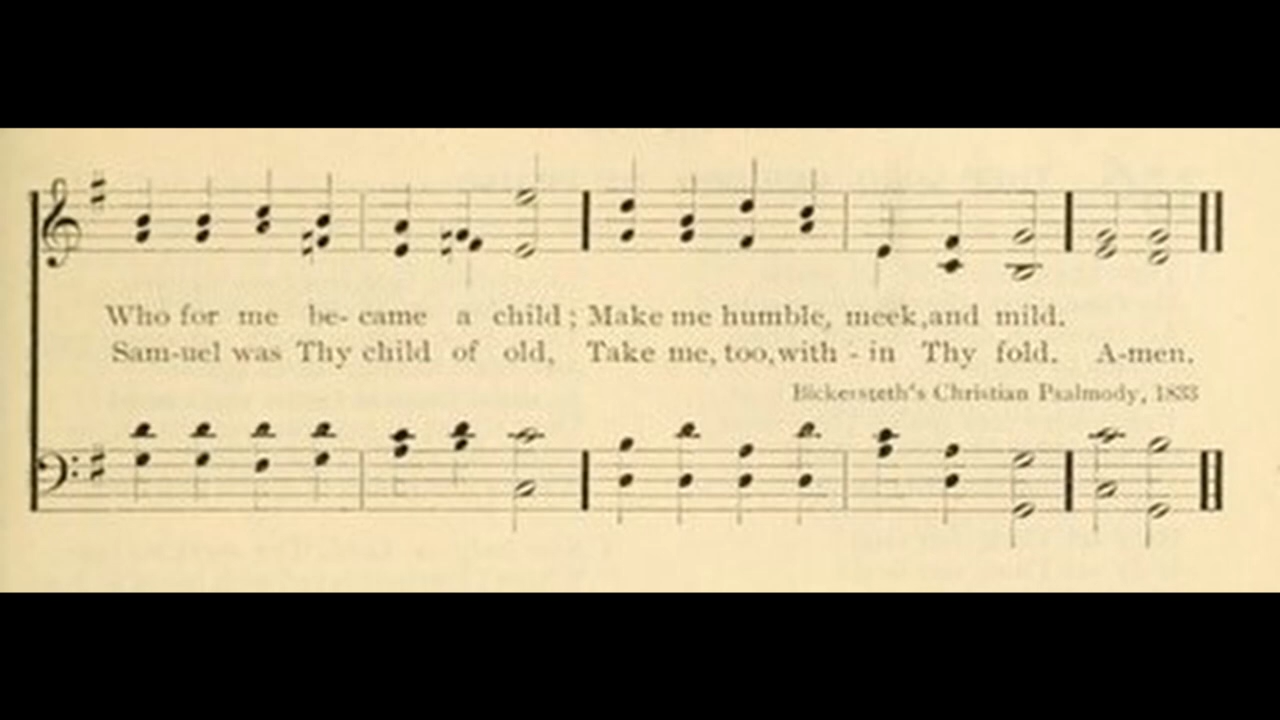 Who for me be- came a child; Make me humble, meek, and mild.
Sam-uel was Thy child of old, Take me, too, with - in Thy fold. A-men.
Bickersteth's Christian Psalmody, 1833